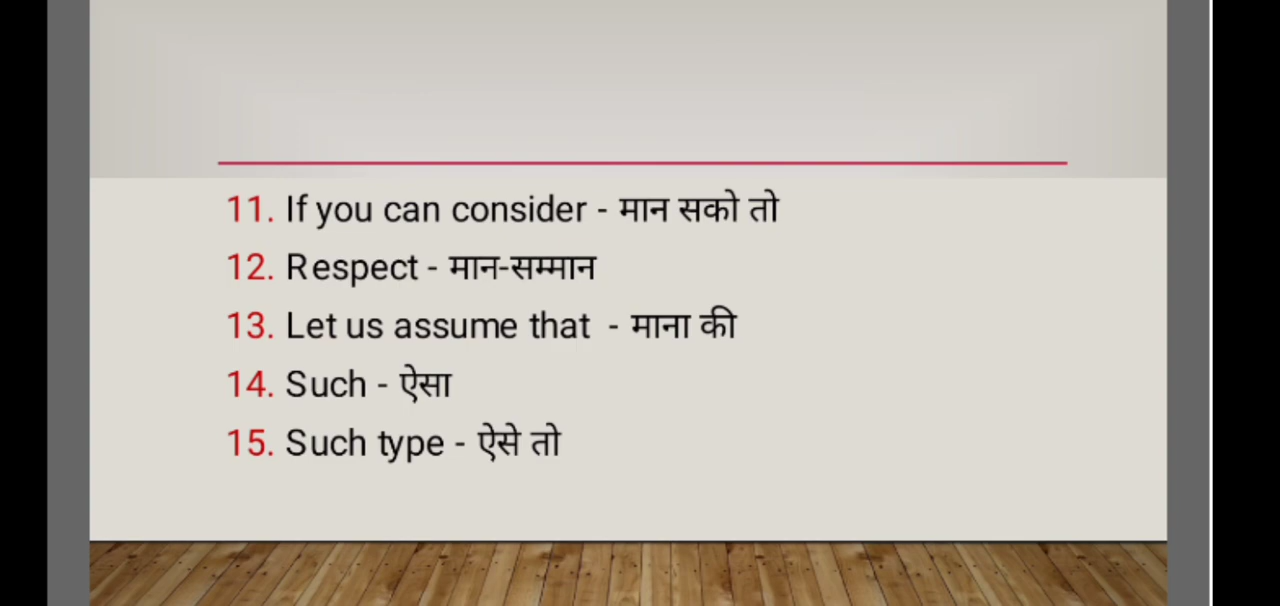 11. If you can consider - मान सको तो
12. Respect - मान-सम्मान
13. Let us assume that - माना की
14. Such - ऐसा
15. Such type - ऐसे तो